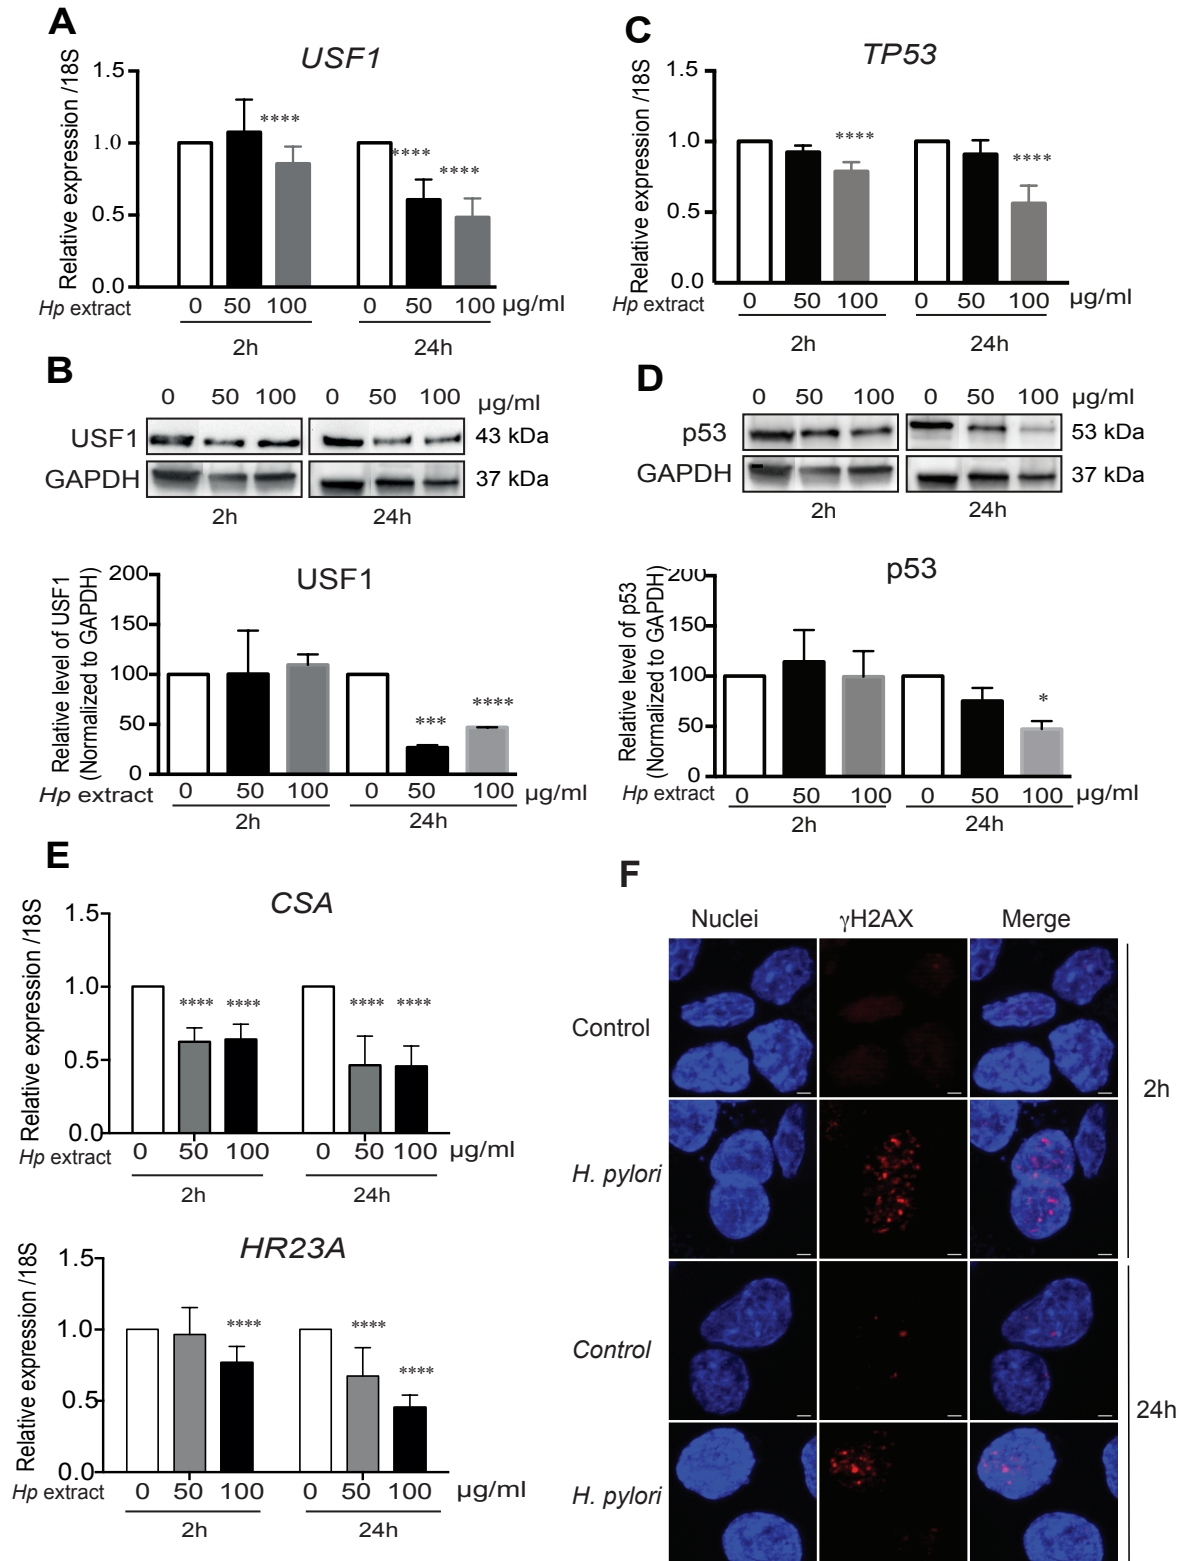 A
USF1
Relative expression /18S
1.5
1.0
0.5
0.0
****
****
****
Hp extract
0 50 100 0 50 100 µg/ml
2h 24h
C
TP53
Relative expression /18S
1.5
1.0
0.5
0.0
****
****
Hp extract
0 50 100 0 50 100 µg/ml
2h 24h
B
0 50 100 0 50 100 µg/ml
USF1 43 kDa
GAPDH 37 kDa
2h 24h
USF1
Relative level of USF1
(Normalized to GAPDH)
200
150
100
50
0
***
****
Hp extract
0 50 100 0 50 100 µg/ml
2h 24h
D
0 50 100 0 50 100 µg/ml
p53 53 kDa
GAPDH 37 kDa
2h 24h
p53
Relative level of p53
(Normalized to GAPDH)
200
150
100
50
0
*
Hp extract
0 50 100 0 50 100 µg/ml
2h 24h
E
CSA
Relative expression /18S
1.5
1.0
0.5
0.0
**** **** **** ****
Hp extract
0 50 100 0 50 100 µg/ml
2h 24h
HR23A
Relative expression /18S
1.5
1.0
0.5
0.0
**** ****
****
Hp extract
0 50 100 0 50 100 µg/ml
2h 24h
F
Nuclei γH2AX Merge
Control
H. pylori
2h
Control
H. pylori
24h